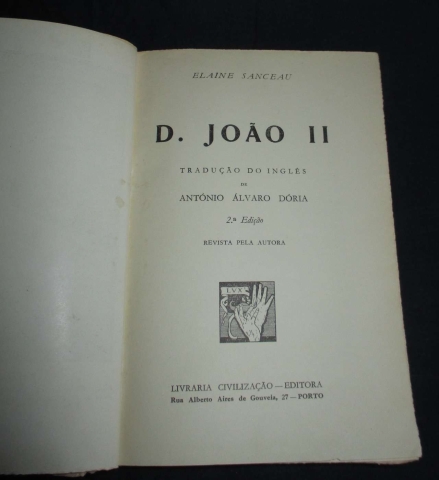 ELAINE SANCEAU
D. JOÃO II
TRADUÇÃO DO INGLÊS
DE
ANTÓNIO ÁLVARO DÓRIA
2.ª Edição
REVISTA PELA AUTORA
LVX
LIVRARIA CIVILIZAÇÃO — EDITORA
Rua Alberto Aires de Gouveia, 27 — PORTO